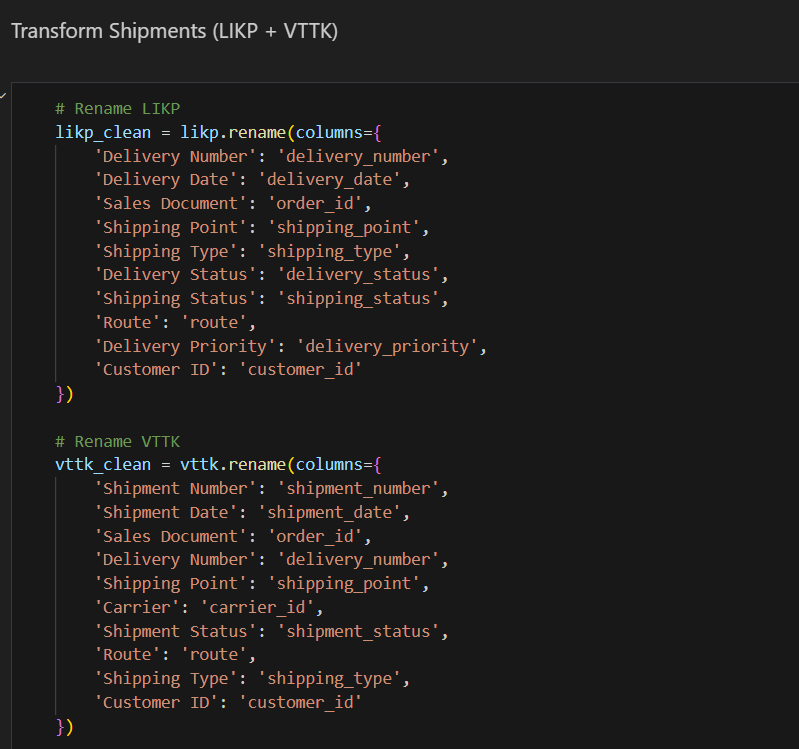 Transform Shipments (LIKP + VTTK)
# Rename LIKP
likp_clean = likp.rename(columns={
    'Delivery Number': 'delivery_number',
    'Delivery Date': 'delivery_date',
    'Sales Document': 'order_id',
    'Shipping Point': 'shipping_point',
    'Shipping Type': 'shipping_type',
    'Delivery Status': 'delivery_status',
    'Shipping Status': 'shipping_status',
    'Route': 'route',
    'Delivery Priority': 'delivery_priority',
    'Customer ID': 'customer_id'
})
# Rename VTTK
vttk_clean = vttk.rename(columns={
    'Shipment Number': 'shipment_number',
    'Shipment Date': 'shipment_date',
    'Sales Document': 'order_id',
    'Delivery Number': 'delivery_number',
    'Shipping Point': 'shipping_point',
    'Carrier': 'carrier_id',
    'Shipment Status': 'shipment_status',
    'Route': 'route',
    'Shipping Type': 'shipping_type',
    'Customer ID': 'customer_id'
})